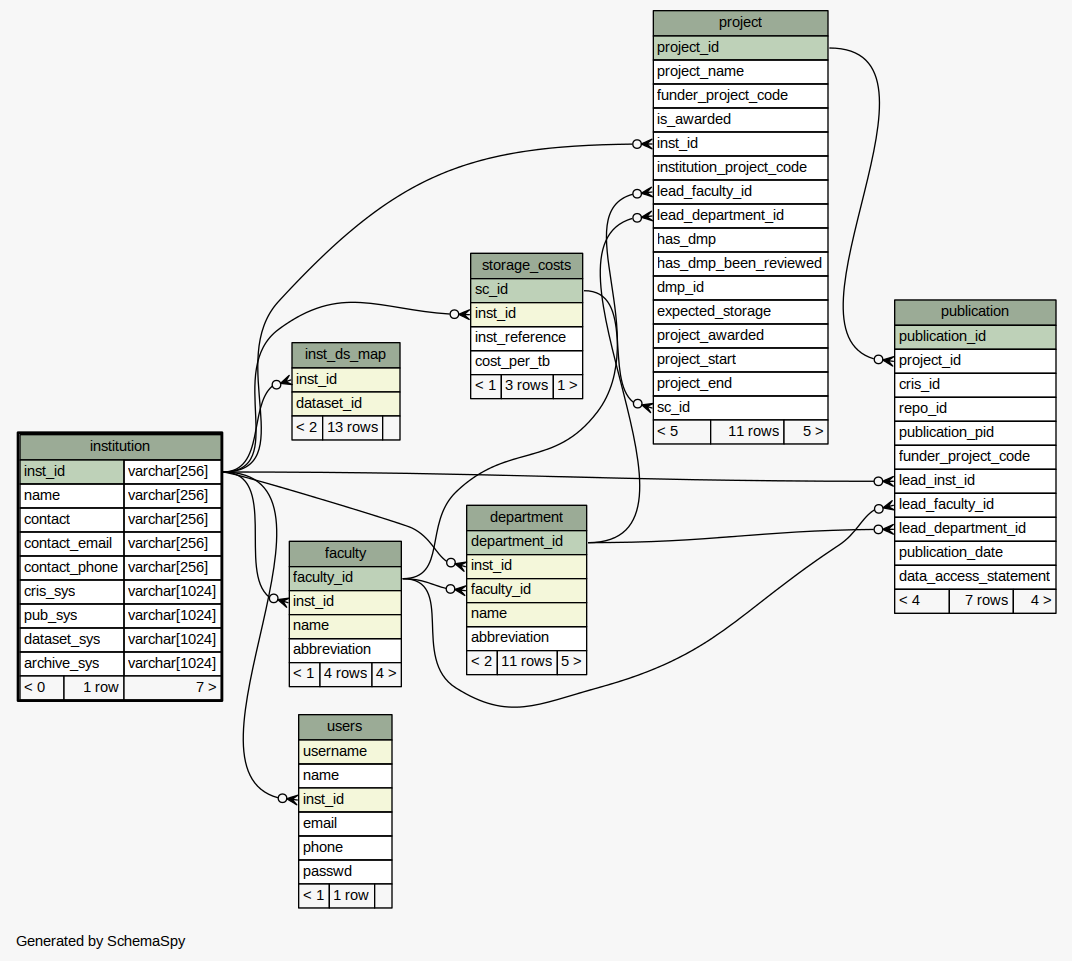 project
project_id
project_name
funder_project_code
is_awarded
inst_id
institution_project_code
lead_faculty_id
lead_department_id
has_dmp
has_dmp_been_reviewed
dmp_id
expected_storage
project_awarded
project_start
project_end
sc_id
< 5 11 rows 5 >
storage_costs
sc_id
inst_id
inst_reference
cost_per_tb
< 1 3 rows 1 >
publication
publication_id
project_id
cris_id
repo_id
publication_pid
funder_project_code
lead_inst_id
lead_faculty_id
lead_department_id
publication_date
data_access_statement
< 4 7 rows 4 >
inst_ds_map
inst_id
dataset_id
< 2 13 rows
institution
inst_id varchar[256]
name varchar[256]
contact varchar[256]
contact_email varchar[256]
contact_phone varchar[256]
cris_sys varchar[1024]
pub_sys varchar[1024]
dataset_sys varchar[1024]
archive_sys varchar[1024]
< 0 1 row 7 >
department
department_id
inst_id
faculty_id
name
abbreviation
< 2 11 rows 5 >
faculty
faculty_id
inst_id
name
abbreviation
< 1 4 rows 4 >
users
username
name
inst_id
email
phone
passwd
< 1 1 row
Generated by SchemaSpy